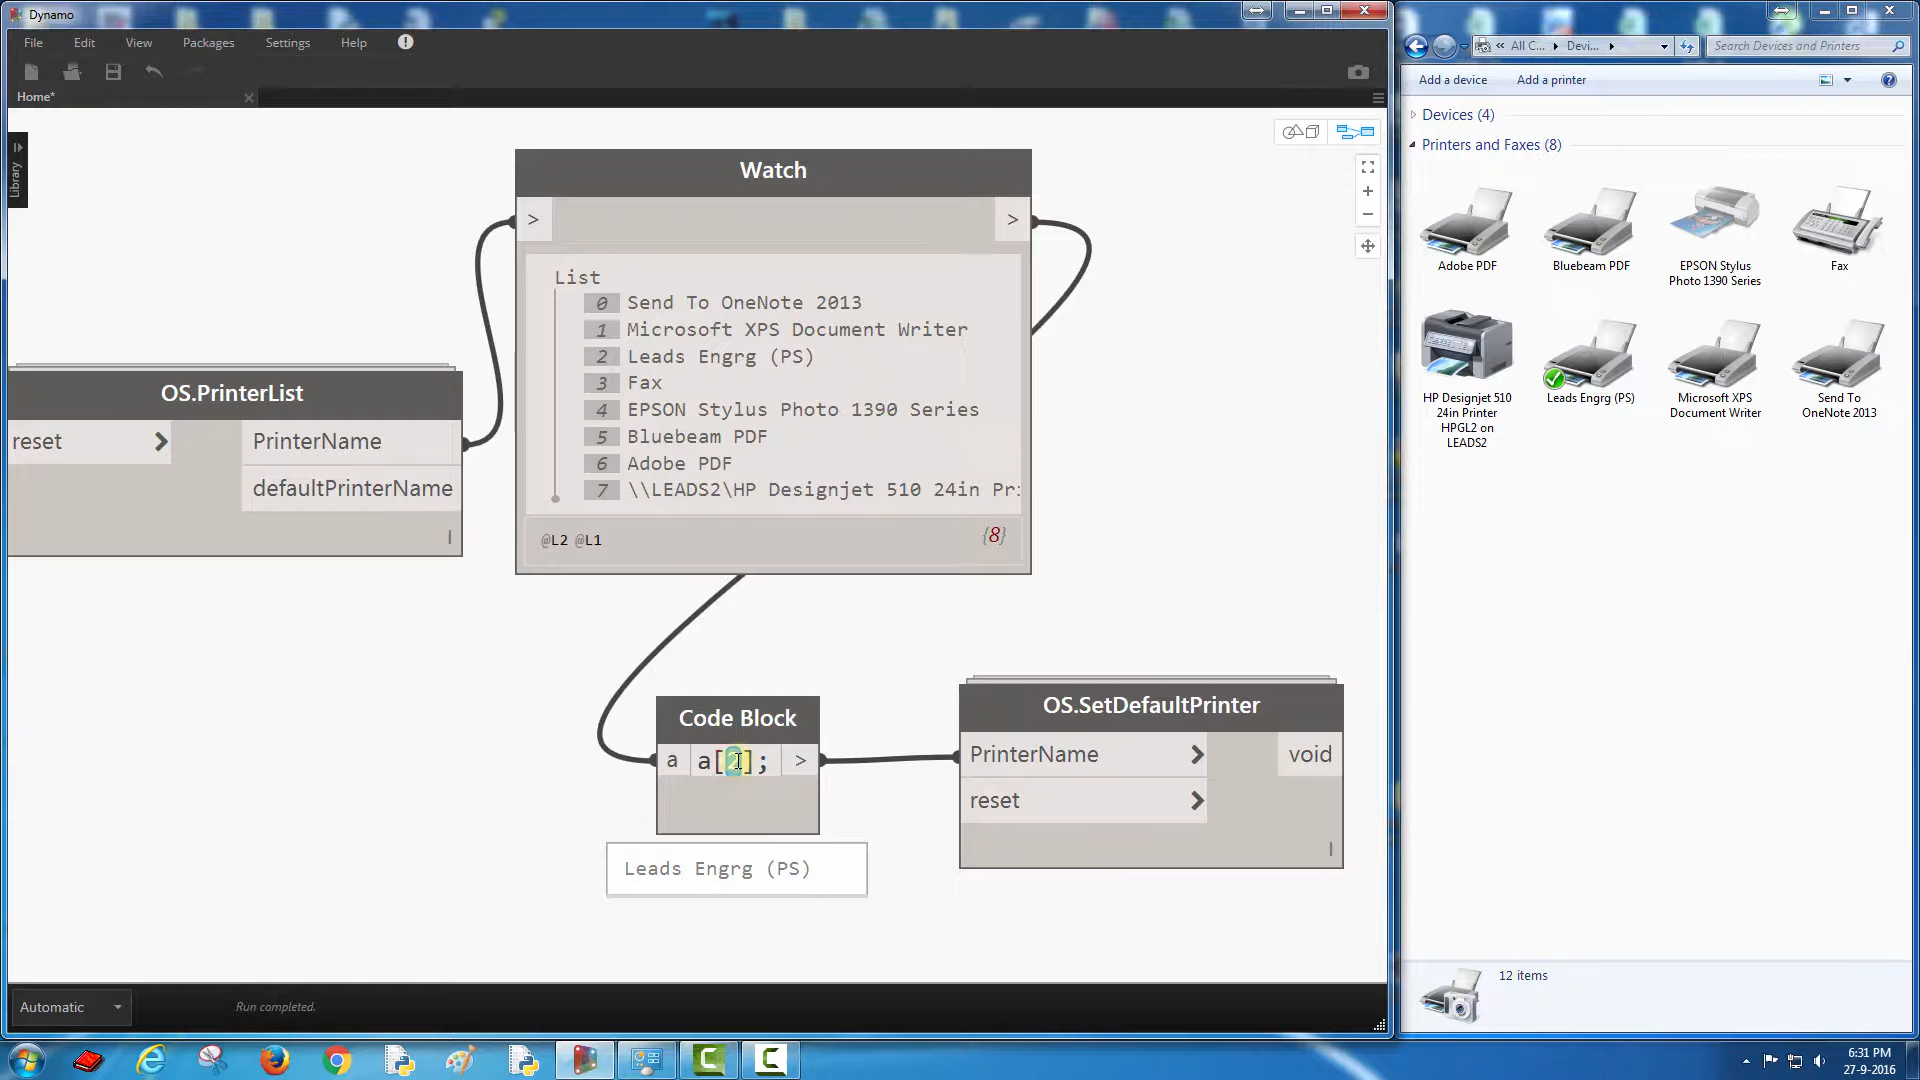 Dynamo
File Edit View Packages Settings Help
Home*
Library
Watch
> >
List
0 Send To OneNote 2013
1 Microsoft XPS Document Writer
2 Leads Engrg (PS)
3 Fax
4 EPSON Stylus Photo 1390 Series
5 Bluebeam PDF
6 Adobe PDF
7 \\LEADS2\HP Designjet 510 24in Pri
@L2 @L1 {8}
OS.PrinterList
reset PrinterName
defaultPrinterName
l
Code Block
a a[2]; >
Leads Engrg (PS)
OS.SetDefaultPrinter
PrinterName void
reset
l
Automatic
Run completed.
« All C... Devi...
Search Devices and Printers
Add a device Add a printer
Devices (4)
Printers and Faxes (8)
Adobe PDF
Bluebeam PDF
EPSON Stylus
Photo 1390 Series
Fax
HP Designjet 510
24in Printer
HPGL2 on
LEADS2
Leads Engrg (PS)
Microsoft XPS
Document Writer
Send To
OneNote 2013
12 items
6:31 PM
27-9-2016